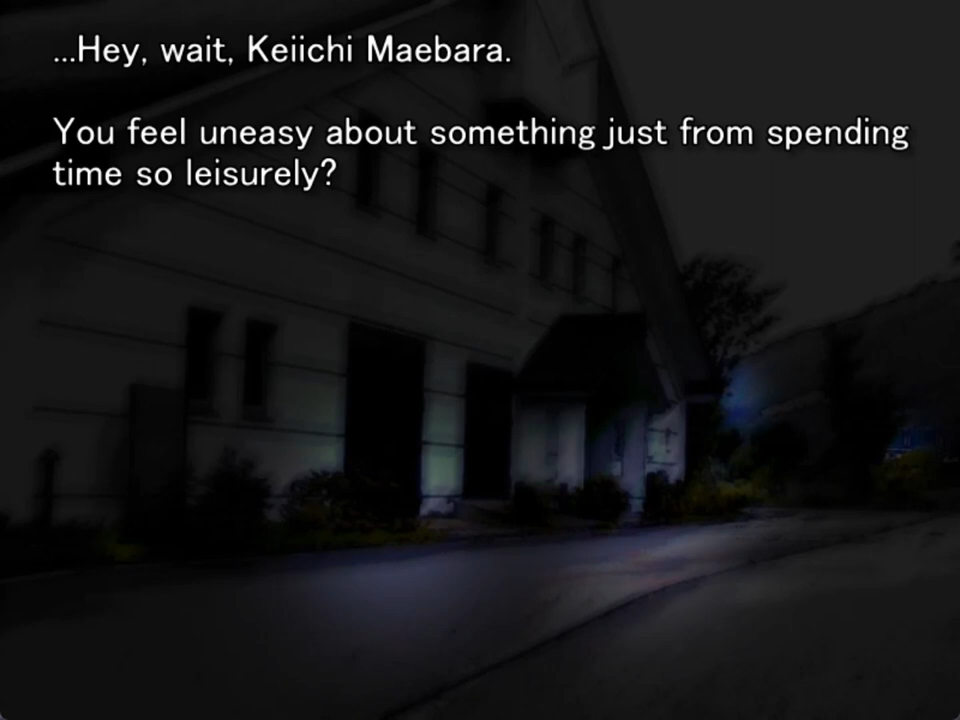 ...Hey, wait, Keiichi Maebara.
You feel uneasy about something just from spending
time so leisurely?